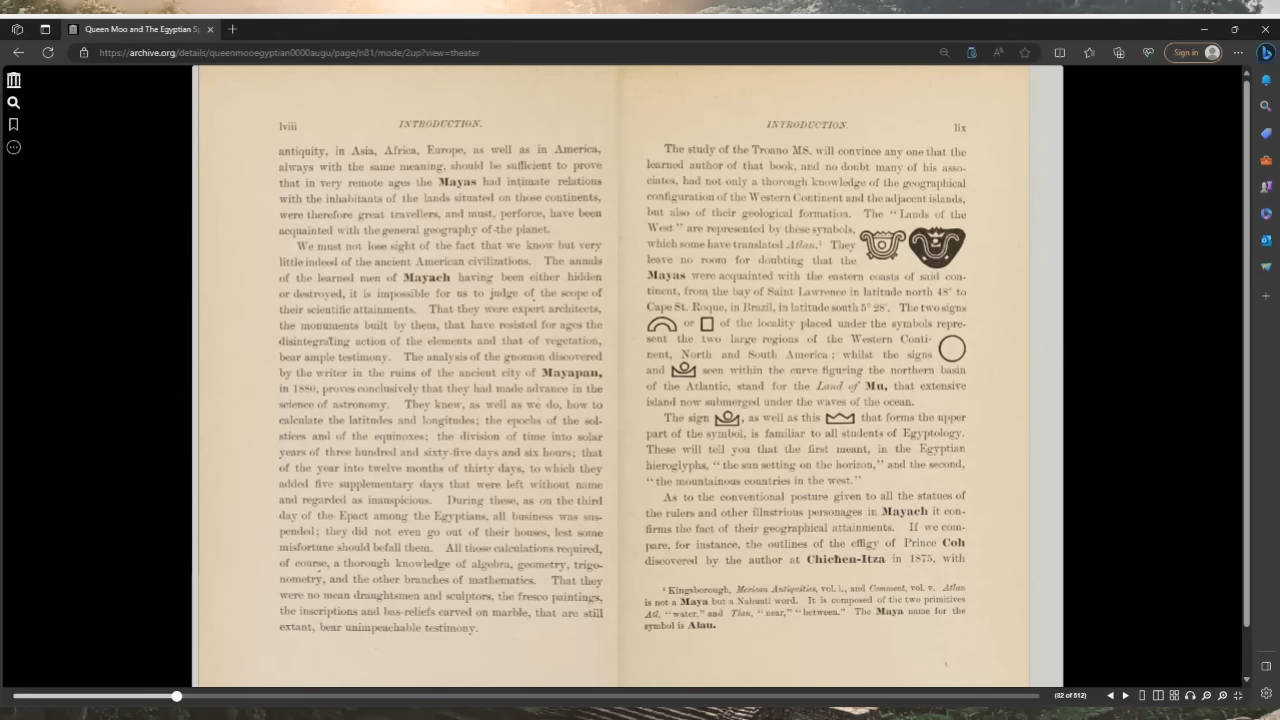 Queen Moo and The Egyptian S
https://archive.org/details/queenmooegyptian0000augu/page/n81/mode/2up?view=theater
Sign in
lviii
INTRODUCTION.
antiquity, in Asia, Africa, Europe, as well as in America,
always with the same meaning, should be sufficient to prove
that in very remote ages the Mayas had intimate relations
with the inhabitants of the lands situated on those continents,
were therefore great travellers, and must, perforce, have been
acquainted with the general geography of the planet.
We must not lose sight of the fact that we know but very
little indeed of the ancient American civilizations. The annals
of the learned men of Mayach having been either hidden
or destroyed, it is impossible for us to judge of the scope of
their scientific attainments. That they were expert architects,
the monuments built by them, that have resisted for ages the
disintegrating action of the elements and that of vegetation,
bear ample testimony. The analysis of the gnomon discovered
by the writer in the ruins of the ancient city of Mayapan,
in 1880, proves conclusively that they had made advance in the
science of astronomy. They knew, as well as we do, how to
calculate the latitudes and longitudes; the epochs of the sol-
stices and of the equinoxes; the division of time into solar
years of three hundred and sixty-five days and six hours; that
of the year into twelve months of thirty days, to which they
added five supplementary days that were left without name
and regarded as inauspicious. During these, as on the third
day of the Epact among the Egyptians, all business was sus-
pended; they did not even go out of their houses, lest some
misfortune should befall them. All those calculations required,
of course, a thorough knowledge of algebra, geometry, trigo-
nometry, and the other branches of mathematics. That they
were no mean draughtsmen and sculptors, the fresco paintings,
the inscriptions and bas-reliefs carved on marble, that are still
extant, bear unimpeachable testimony.
INTRODUCTION.
lix
The study of the Troano MS. will convince any one that the
learned author of that book, and no doubt many of his asso-
ciates, had not only a thorough knowledge of the geographical
configuration of the Western Continent and the adjacent islands,
but also of their geological formation. The "Lands of the
West" are represented by these symbols,
which some have translated Atlan.¹ They
leave no room for doubting that the
Mayas were acquainted with the eastern coasts of said con-
tinent, from the bay of Saint Lawrence in latitude north 48° to
Cape St. Roque, in Brazil, in latitude south 5° 28'. The two signs
or of the locality placed under the symbols repre-
sent the two large regions of the Western Conti-
nent, North and South America; whilst the signs
and seen within the curve figuring the northern basin
of the Atlantic, stand for the Land of Mu, that extensive
island now submerged under the waves of the ocean.
The sign , as well as this that forms the upper
part of the symbol, is familiar to all students of Egyptology.
These will tell you that the first meant, in the Egyptian
hieroglyphs, "the sun setting on the horizon," and the second,
"the mountainous countries in the west."
As to the conventional posture given to all the statues of
the rulers and other illustrious personages in Mayach it con-
firms the fact of their geographical attainments. If we com-
pare, for instance, the outlines of the effigy of Prince Coh
discovered by the author at Chicħen-Itza in 1875, with
¹ Kingsborough, Mexican Antiquities, vol. i., and Comment, vol. v. Atlan
is not a Maya but a Nahuatl word. It is composed of the two primitives
Atl, "water," and Tlan, "near," "between." The Maya name for the
symbol is Alau.
(82 of 512)